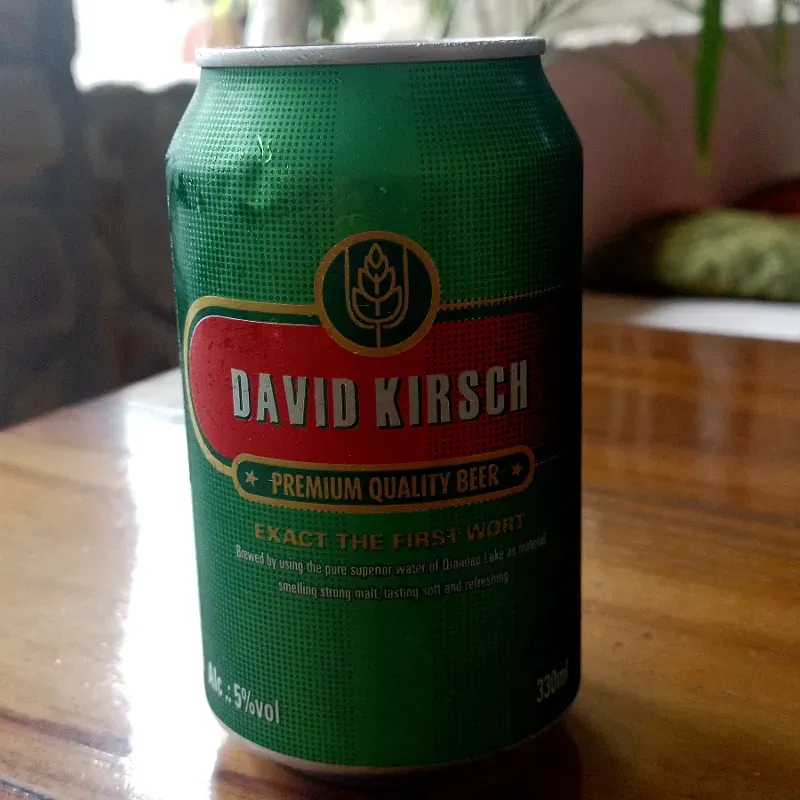 DAVID KIRSCH
PREMIUM QUALITY BEER
EXACT THE FIRST WORT
Brewed by using the pure superior water of Qiandao Lake as material,
smelling strong malt, tasting soft and refreshing
Alc.:5%vol
330ml